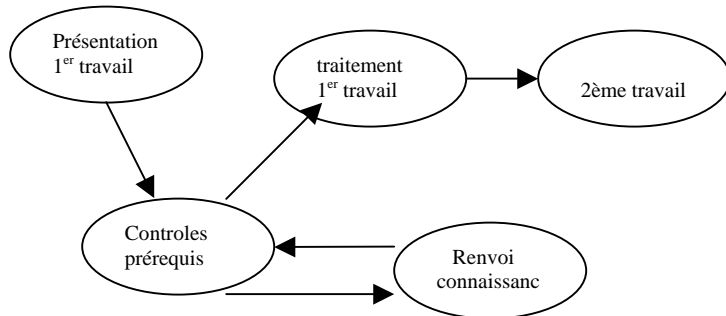 Présentation
1er travail
traitement
1er travail
2ème travail
Controles
prérequis
Renvoi
connaissanc